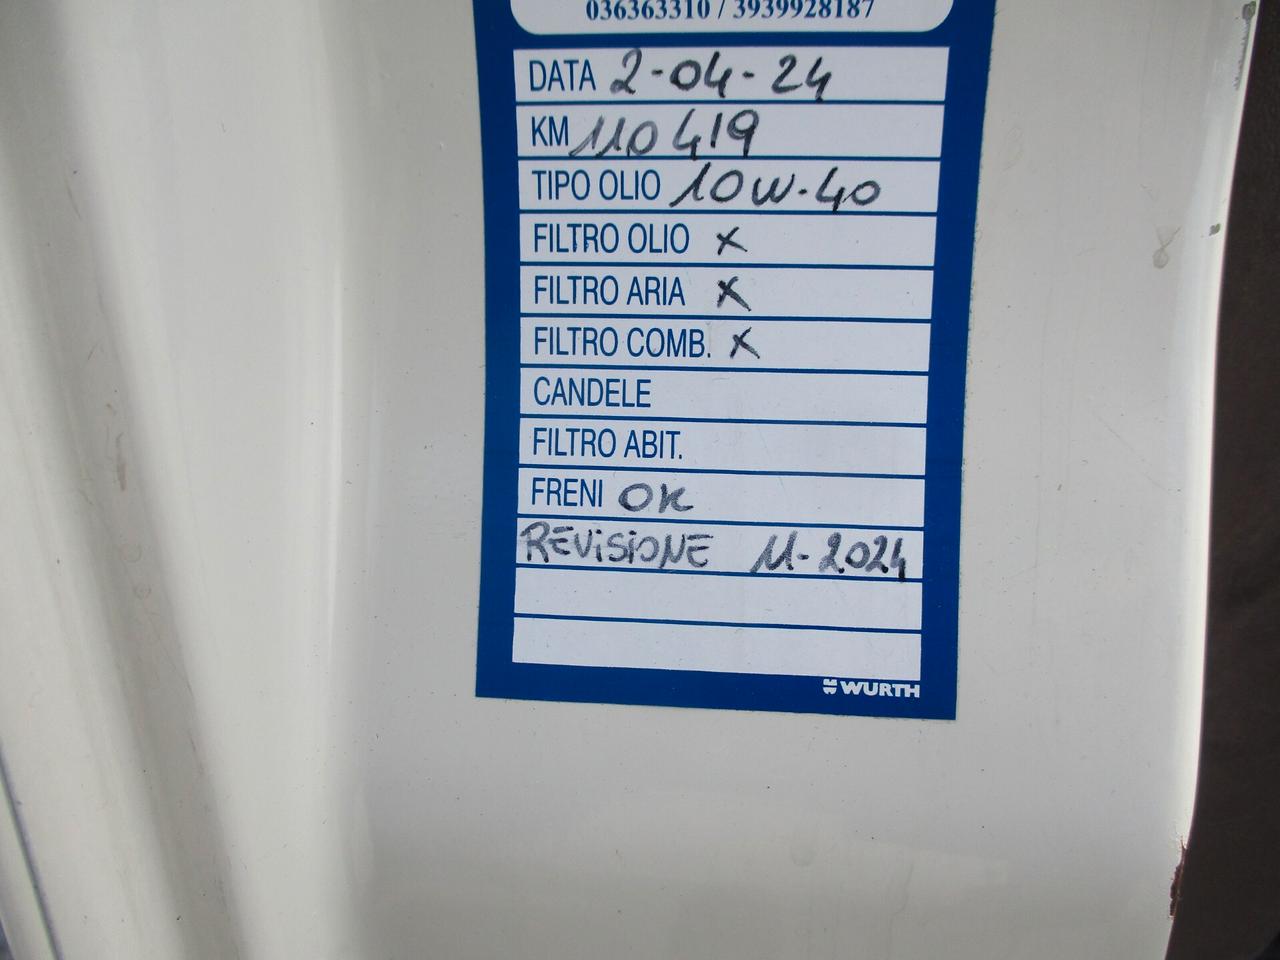 036363310 / 3939928187
DATA 2-04-24
KM 110419
TIPO OLIO 10W-40
FILTRO OLIO X
FILTRO ARIA X
FILTRO COMB. X
CANDELE
FILTRO ABIT.
FRENI OK
REVISIONE 11-2024
WURTH